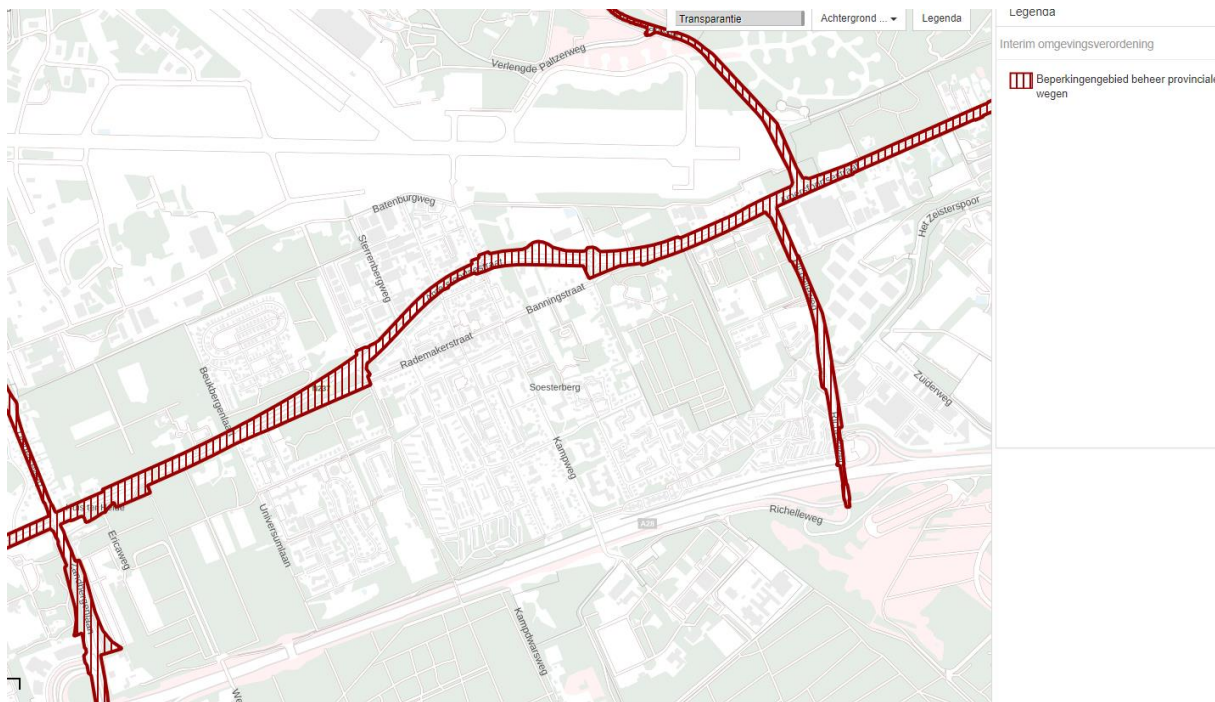 Transparantie
Achtergrond ...
Legenda
Legenda
Interim omgevingsverordening
Beperkingengebied beheer provinciale
wegen
Verlengde Paltzerweg
Batenburgweg
Sterrenbergweg
Het Zeisterspoor
Banningstraat
Rademakerstraat
Beukbergenlaan
Soesterberg
Zuiderweg
Kampweg
Universumlaan
Ericaweg
Richelleweg
A28
Kampdwarsweg